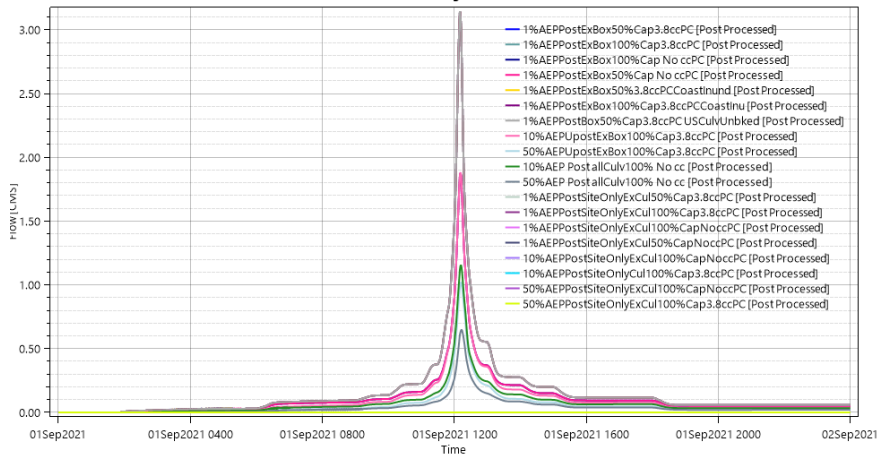 3.00
2.50
2.00
1.50
1.00
0.50
0.00
Flow [CMS]
1%AEPPostExBox50%Cap3.8ccPC [Post Processed]
1%AEPPostExBox100%Cap3.8ccPC [Post Processed]
1%AEPPostExBox100%Cap No ccPC [Post Processed]
1%AEPPostExBox50%Cap No ccPC [Post Processed]
1%AEPPostExBox50%3.8ccPCCoastInund [Post Processed]
1%AEPPostExBox100%Cap3.8ccPCCoastInu [Post Processed]
1%AEPPostBox50%Cap3.8ccPC USCulvUnbked [Post Processed]
10%AEPUpostExBox100%Cap3.8ccPC [Post Processed]
50%AEPUpostExBox100%Cap3.8ccPC [Post Processed]
10%AEP Post allCulv100% No cc [Post Processed]
50%AEP Post allCulv100% No cc [Post Processed]
1%AEPPostSiteOnlyExCul50%Cap3.8ccPC [Post Processed]
1%AEPPostSiteOnlyExCul100%Cap3.8ccPC [Post Processed]
1%AEPPostSiteOnlyExCul100%CapNoccPC [Post Processed]
1%AEPPostSiteOnlyExCul50%CapNoccPC [Post Processed]
10%AEPPostSiteOnlyExCul100%CapNoccPC [Post Processed]
10%AEPPostSiteOnlyCul100%Cap3.8ccPC [Post Processed]
50%AEPPostSiteOnlyExCul100%CapNoccPC [Post Processed]
50%AEPPostSiteOnlyExCul100%Cap3.8ccPC [Post Processed]
01Sep2021 01Sep2021 0400 01Sep2021 0800 01Sep2021 1200 01Sep2021 1600 01Sep2021 2000 02Sep2021
Time